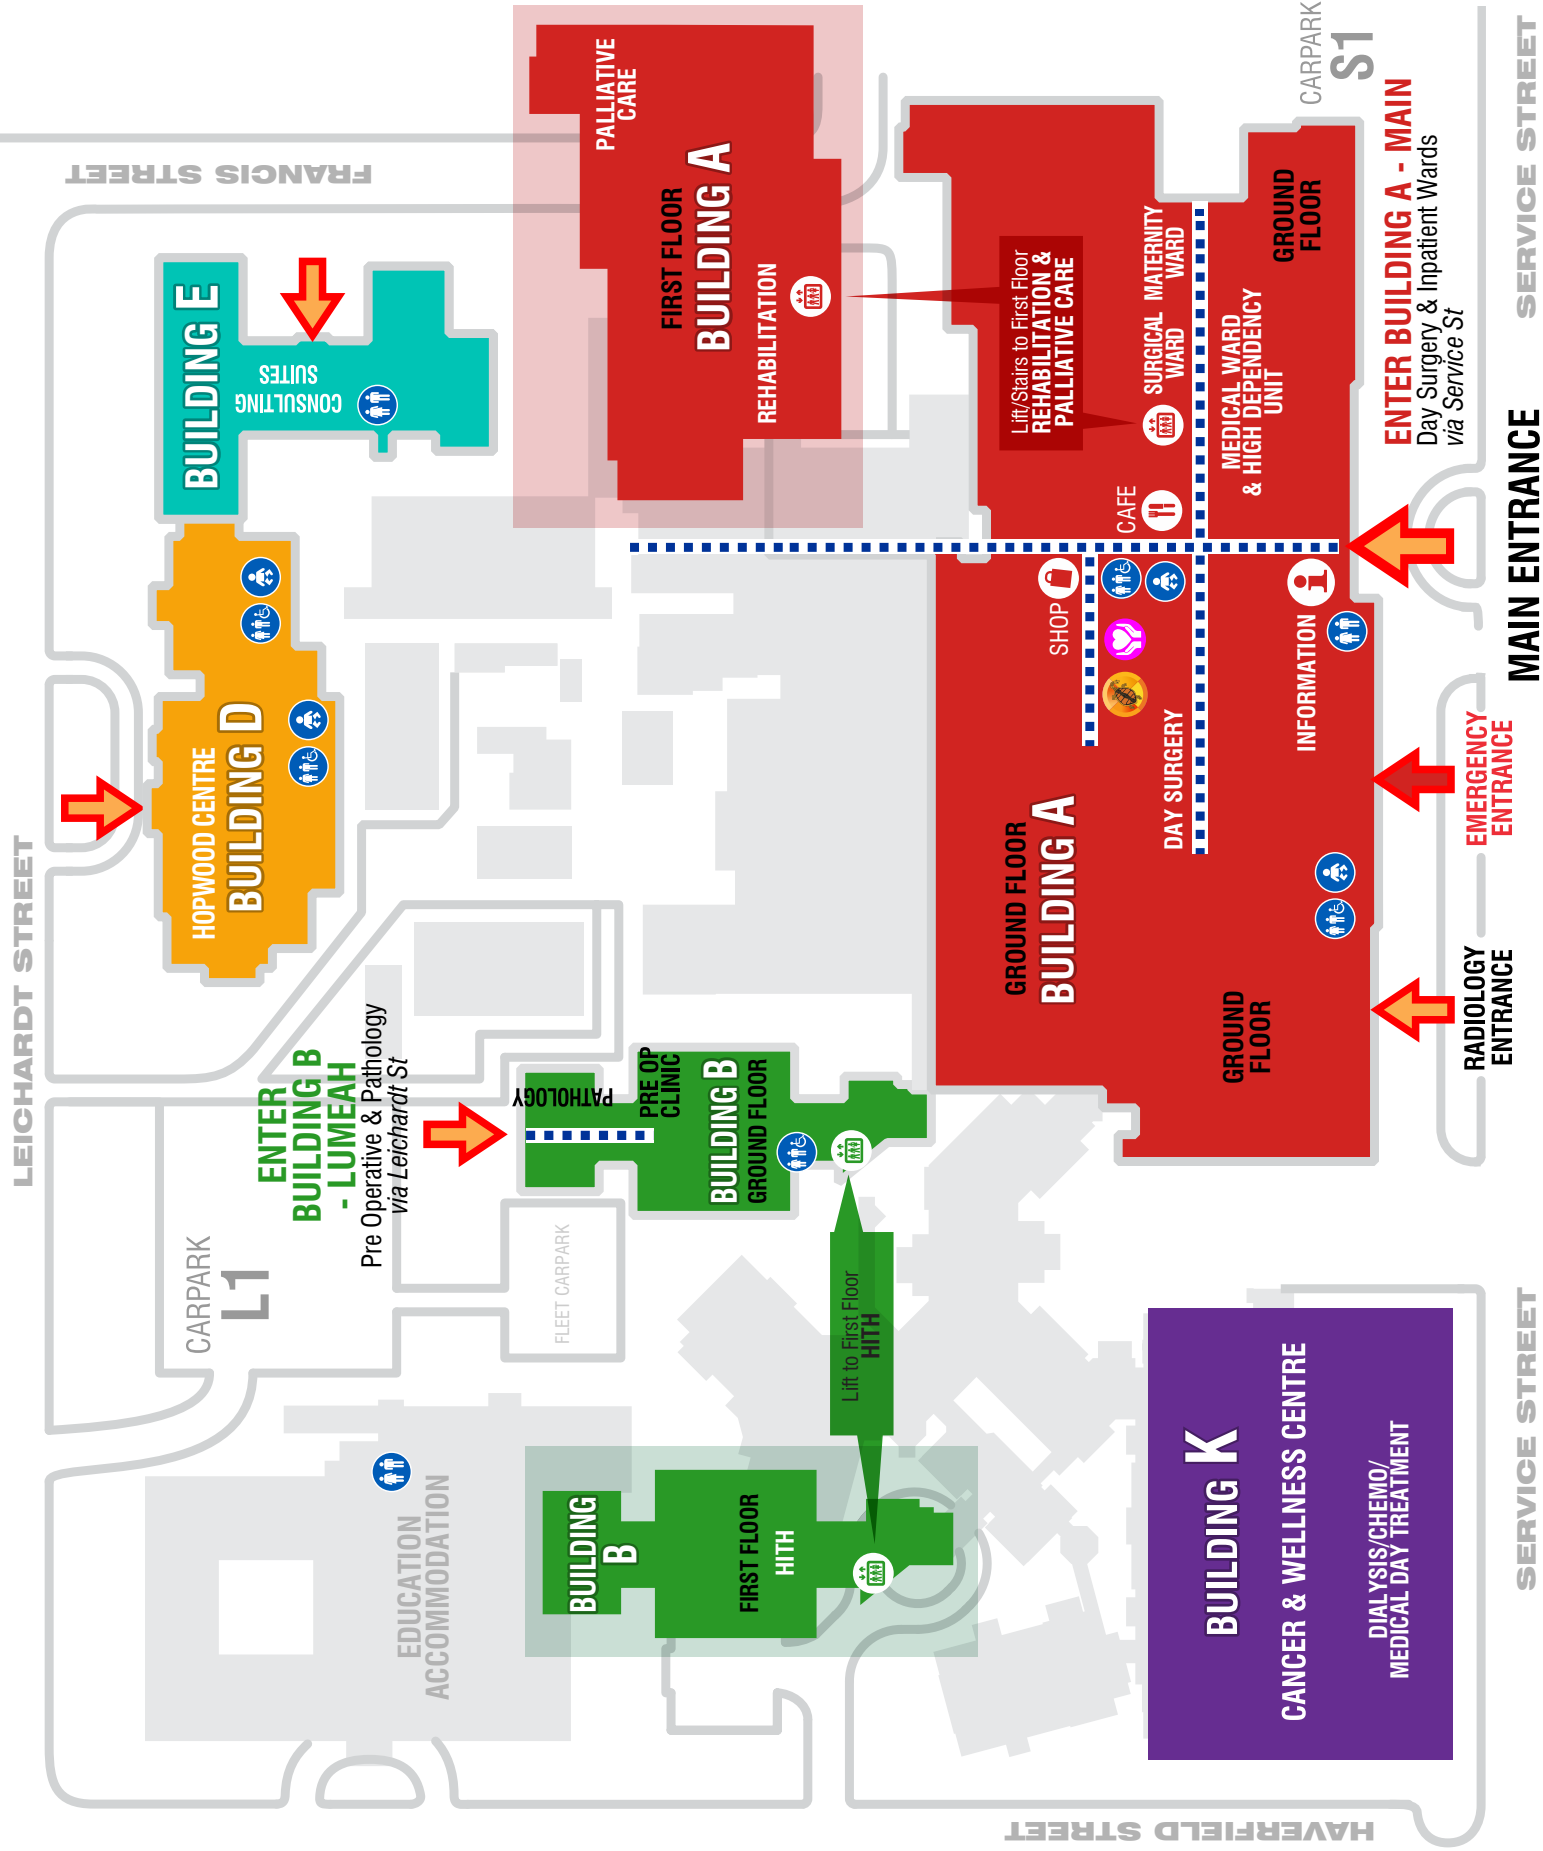 LEICHARDT STREET
FRANCIS STREET
BUILDING E
CONSULTING
SUITES
HOPWOOD CENTRE
BUILDING D
ENTER
BUILDING B
- LUMEAH
Pre Operative & Pathology
via Leichardt St
CARPARK
L1
EDUCATION
ACCOMMODATION
FLEET CARPARK
PATHOLOGY
PRE OP
CLINIC
BUILDING B
GROUND FLOOR
Lift to First Floor
HITH
BUILDING
B
FIRST FLOOR
HITH
PALLIATIVE
CARE
FIRST FLOOR
BUILDING A
REHABILITATION
Lift/Stairs to First Floor
REHABILITATION &
PALLIATIVE CARE
MATERNITY
WARD
SURGICAL
WARD
MEDICAL WARD
& HIGH DEPENDENCY
UNIT
GROUND
FLOOR
CAFE
SHOP
INFORMATION
DAY SURGERY
GROUND FLOOR
BUILDING A
GROUND
FLOOR
CARPARK
S1
ENTER BUILDING A - MAIN
Day Surgery & Inpatient Wards
via Service St
MAIN ENTRANCE
EMERGENCY
ENTRANCE
RADIOLOGY
ENTRANCE
SERVICE STREET
BUILDING K
CANCER & WELLNESS CENTRE
DIALYSIS/CHEMO/
MEDICAL DAY TREATMENT
SERVICE STREET
HAVERFIELD STREET